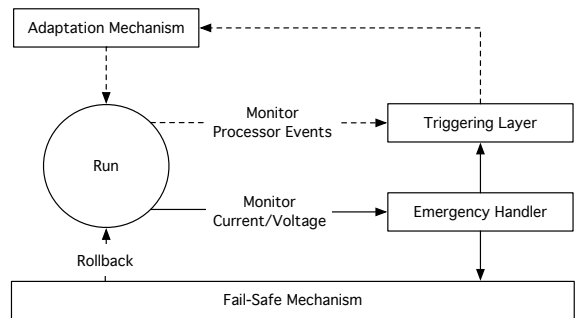 Adaptation Mechanism
Monitor
Processor Events
Triggering Layer
Run
Monitor
Current/Voltage
Emergency Handler
Rollback
Fail-Safe Mechanism